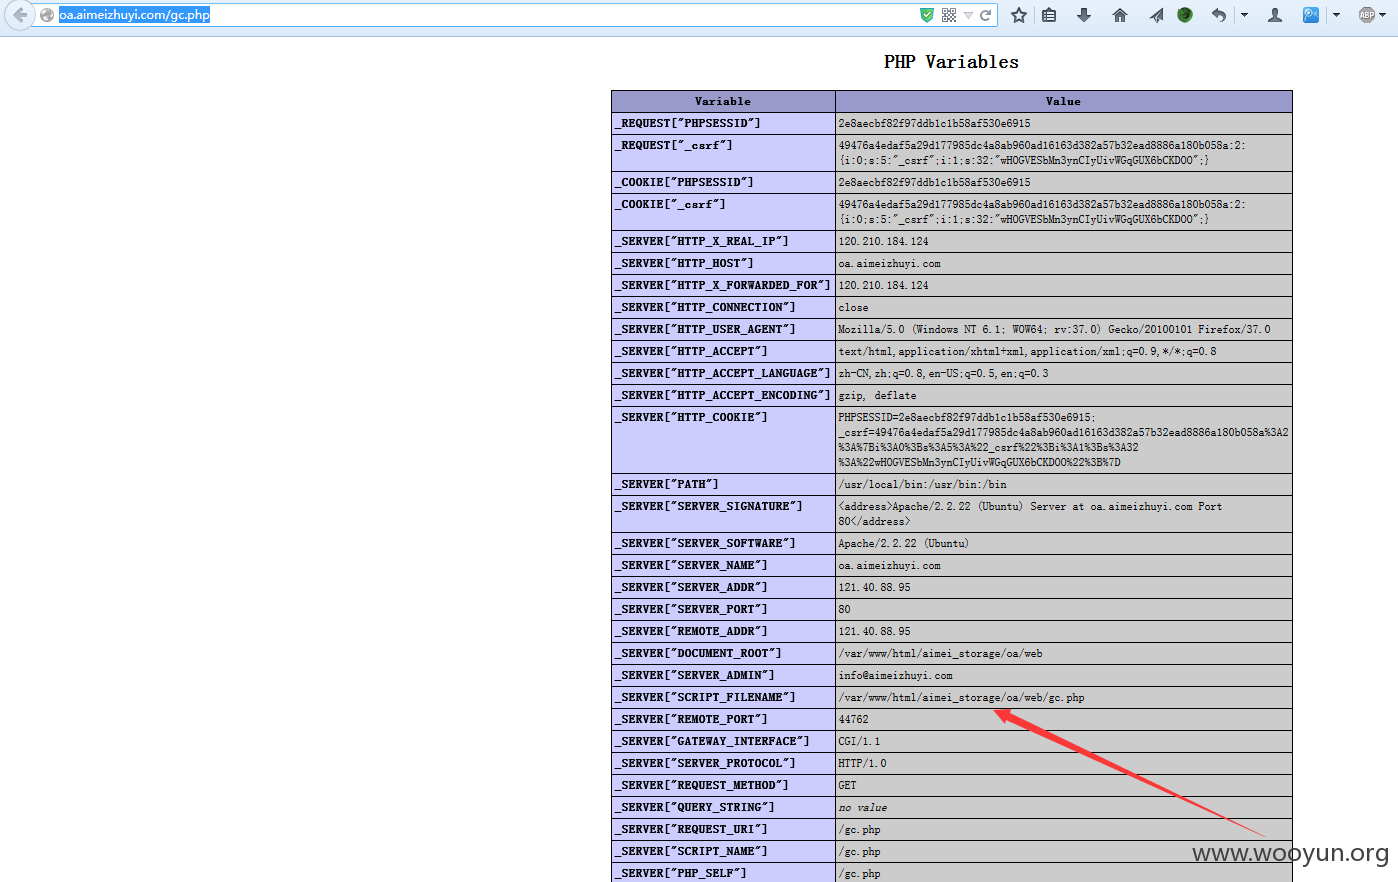 oa.aimeizhuyi.com/gc.php
ABP
PHP Variables
Variable Value
_REQUEST["PHPSESSID"] 2e8aecbf82f97ddb1c1b58af530e6915
_REQUEST["_csrf"] 49476a4edaf5a29d177985dc4a8ab960ad16163d382a57b32ead8886a180b058a:2:
{i:0;s:5:"_csrf";i:1;s:32:"wHOGVESbMn3ynCIyUivWGqGUX6bCKDOO";}
_COOKIE["PHPSESSID"] 2e8aecbf82f97ddb1c1b58af530e6915
_COOKIE["_csrf"] 49476a4edaf5a29d177985dc4a8ab960ad16163d382a57b32ead8886a180b058a:2:
{i:0;s:5:"_csrf";i:1;s:32:"wHOGVESbMn3ynCIyUivWGqGUX6bCKDOO";}
_SERVER["HTTP_X_REAL_IP"] 120.210.184.124
_SERVER["HTTP_HOST"] oa.aimeizhuyi.com
_SERVER["HTTP_X_FORWARDED_FOR"] 120.210.184.124
_SERVER["HTTP_CONNECTION"] close
_SERVER["HTTP_USER_AGENT"] Mozilla/5.0 (Windows NT 6.1; WOW64; rv:37.0) Gecko/20100101 Firefox/37.0
_SERVER["HTTP_ACCEPT"] text/html,application/xhtml+xml,application/xml;q=0.9,*/*;q=0.8
_SERVER["HTTP_ACCEPT_LANGUAGE"] zh-CN,zh;q=0.8,en-US;q=0.5,en;q=0.3
_SERVER["HTTP_ACCEPT_ENCODING"] gzip, deflate
_SERVER["HTTP_COOKIE"] PHPSESSID=2e8aecbf82f97ddb1c1b58af530e6915;
_csrf=49476a4edaf5a29d177985dc4a8ab960ad16163d382a57b32ead8886a180b058a%3A2
%3A%7Bi%3A0%3Bs%3A5%3A%22_csrf%22%3Bi%3A1%3Bs%3A32
%3A%22wHOGVESbMn3ynCIyUivWGqGUX6bCKDOO%22%3B%7D
_SERVER["PATH"] /usr/local/bin:/usr/bin:/bin
_SERVER["SERVER_SIGNATURE"] <address>Apache/2.2.22 (Ubuntu) Server at oa.aimeizhuyi.com Port
80</address>
_SERVER["SERVER_SOFTWARE"] Apache/2.2.22 (Ubuntu)
_SERVER["SERVER_NAME"] oa.aimeizhuyi.com
_SERVER["SERVER_ADDR"] 121.40.88.95
_SERVER["SERVER_PORT"] 80
_SERVER["REMOTE_ADDR"] 121.40.88.95
_SERVER["DOCUMENT_ROOT"] /var/www/html/aimei_storage/oa/web
_SERVER["SERVER_ADMIN"] info@aimeizhuyi.com
_SERVER["SCRIPT_FILENAME"] /var/www/html/aimei_storage/oa/web/gc.php
_SERVER["REMOTE_PORT"] 44762
_SERVER["GATEWAY_INTERFACE"] CGI/1.1
_SERVER["SERVER_PROTOCOL"] HTTP/1.0
_SERVER["REQUEST_METHOD"] GET
_SERVER["QUERY_STRING"] no value
_SERVER["REQUEST_URI"] /gc.php
_SERVER["SCRIPT_NAME"] /gc.php
_SERVER["PHP_SELF"] /gc.php
www.wooyun.org